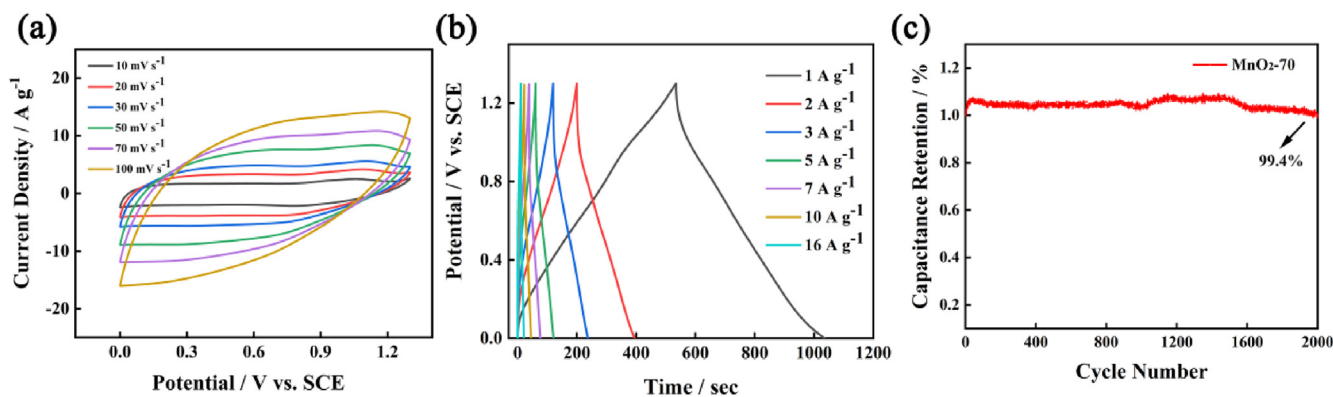 (a)
10 mV s⁻¹
20 mV s⁻¹
30 mV s⁻¹
50 mV s⁻¹
70 mV s⁻¹
100 mV s⁻¹
Current Density / A g⁻¹
20
10
0
-10
-20
0.0 0.3 0.6 0.9 1.2
Potential / V vs. SCE
(b)
1 A g⁻¹
2 A g⁻¹
3 A g⁻¹
5 A g⁻¹
7 A g⁻¹
10 A g⁻¹
16 A g⁻¹
Potential / V vs. SCE
1.2
0.8
0.4
0.0
0 200 400 600 800 1000 1200
Time / sec
(c)
MnO₂-70
99.4%
Capacitance Retention / %
1.2
1.0
0.8
0.6
0.4
0.2
0 400 800 1200 1600 2000
Cycle Number